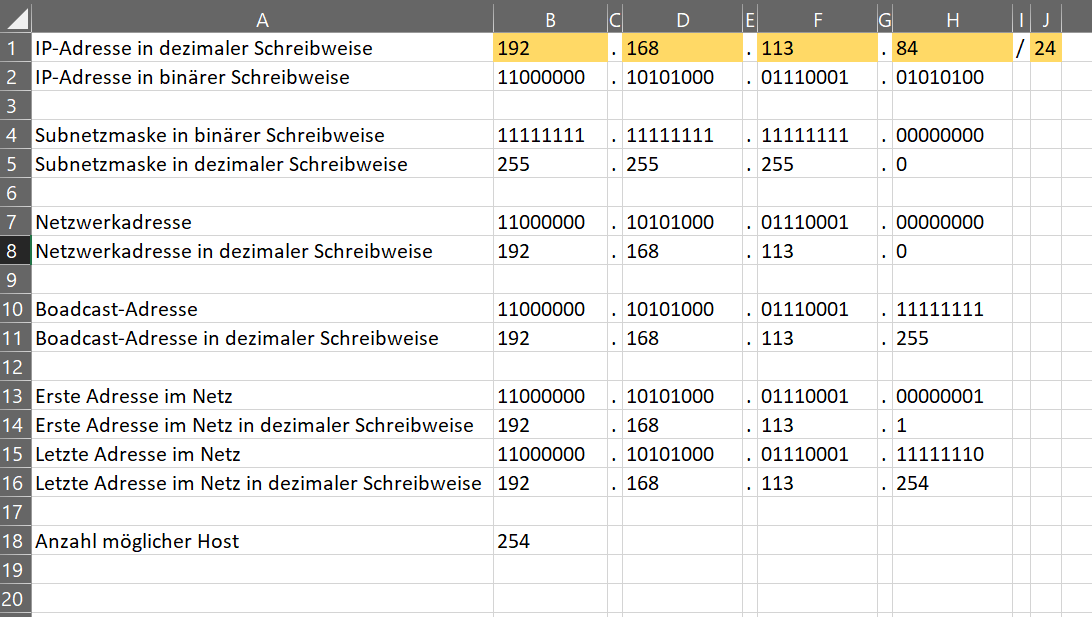 A B C D E F G H I J
1 IP-Adresse in dezimaler Schreibweise 192 . 168 . 113 . 84 / 24
2 IP-Adresse in binärer Schreibweise 11000000 . 10101000 . 01110001 . 01010100
3
4 Subnetzmaske in binärer Schreibweise 11111111 . 11111111 . 11111111 . 00000000
5 Subnetzmaske in dezimaler Schreibweise 255 . 255 . 255 . 0
6
7 Netzwerkadresse 11000000 . 10101000 . 01110001 . 00000000
8 Netzwerkadresse in dezimaler Schreibweise 192 . 168 . 113 . 0
9
10 Boadcast-Adresse 11000000 . 10101000 . 01110001 . 11111111
11 Boadcast-Adresse in dezimaler Schreibweise 192 . 168 . 113 . 255
12
13 Erste Adresse im Netz 11000000 . 10101000 . 01110001 . 00000001
14 Erste Adresse im Netz in dezimaler Schreibweise 192 . 168 . 113 . 1
15 Letzte Adresse im Netz 11000000 . 10101000 . 01110001 . 11111110
16 Letzte Adresse im Netz in dezimaler Schreibweise 192 . 168 . 113 . 254
17
18 Anzahl möglicher Host 254
19
20